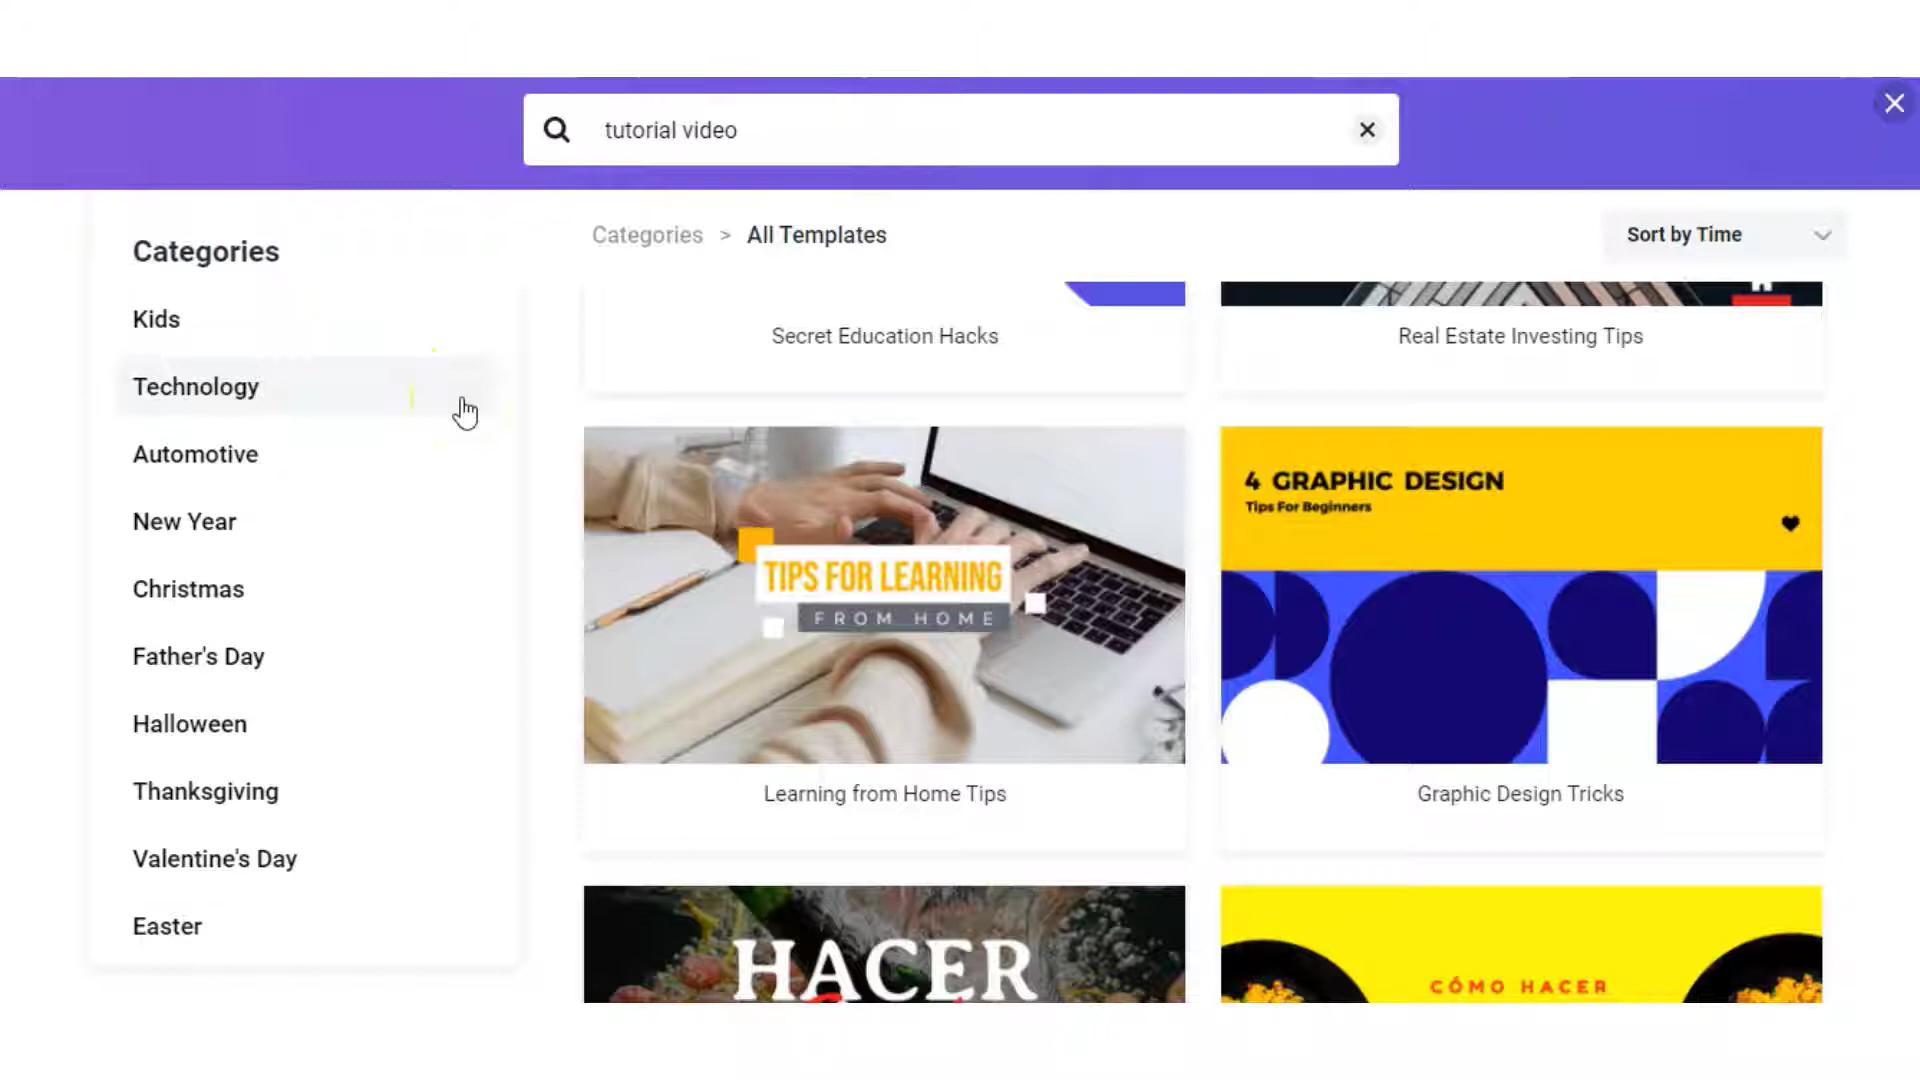 tutorial video
Categories
Kids
Technology
Automotive
New Year
Christmas
Father's Day
Halloween
Thanksgiving
Valentine's Day
Easter
Categories > All Templates
Sort by Time
Secret Education Hacks
Real Estate Investing Tips
TIPS FOR LEARNING
FROM HOME
Learning from Home Tips
4 GRAPHIC DESIGN
Tips For Beginners
Graphic Design Tricks
HACER
CÓMO HACER